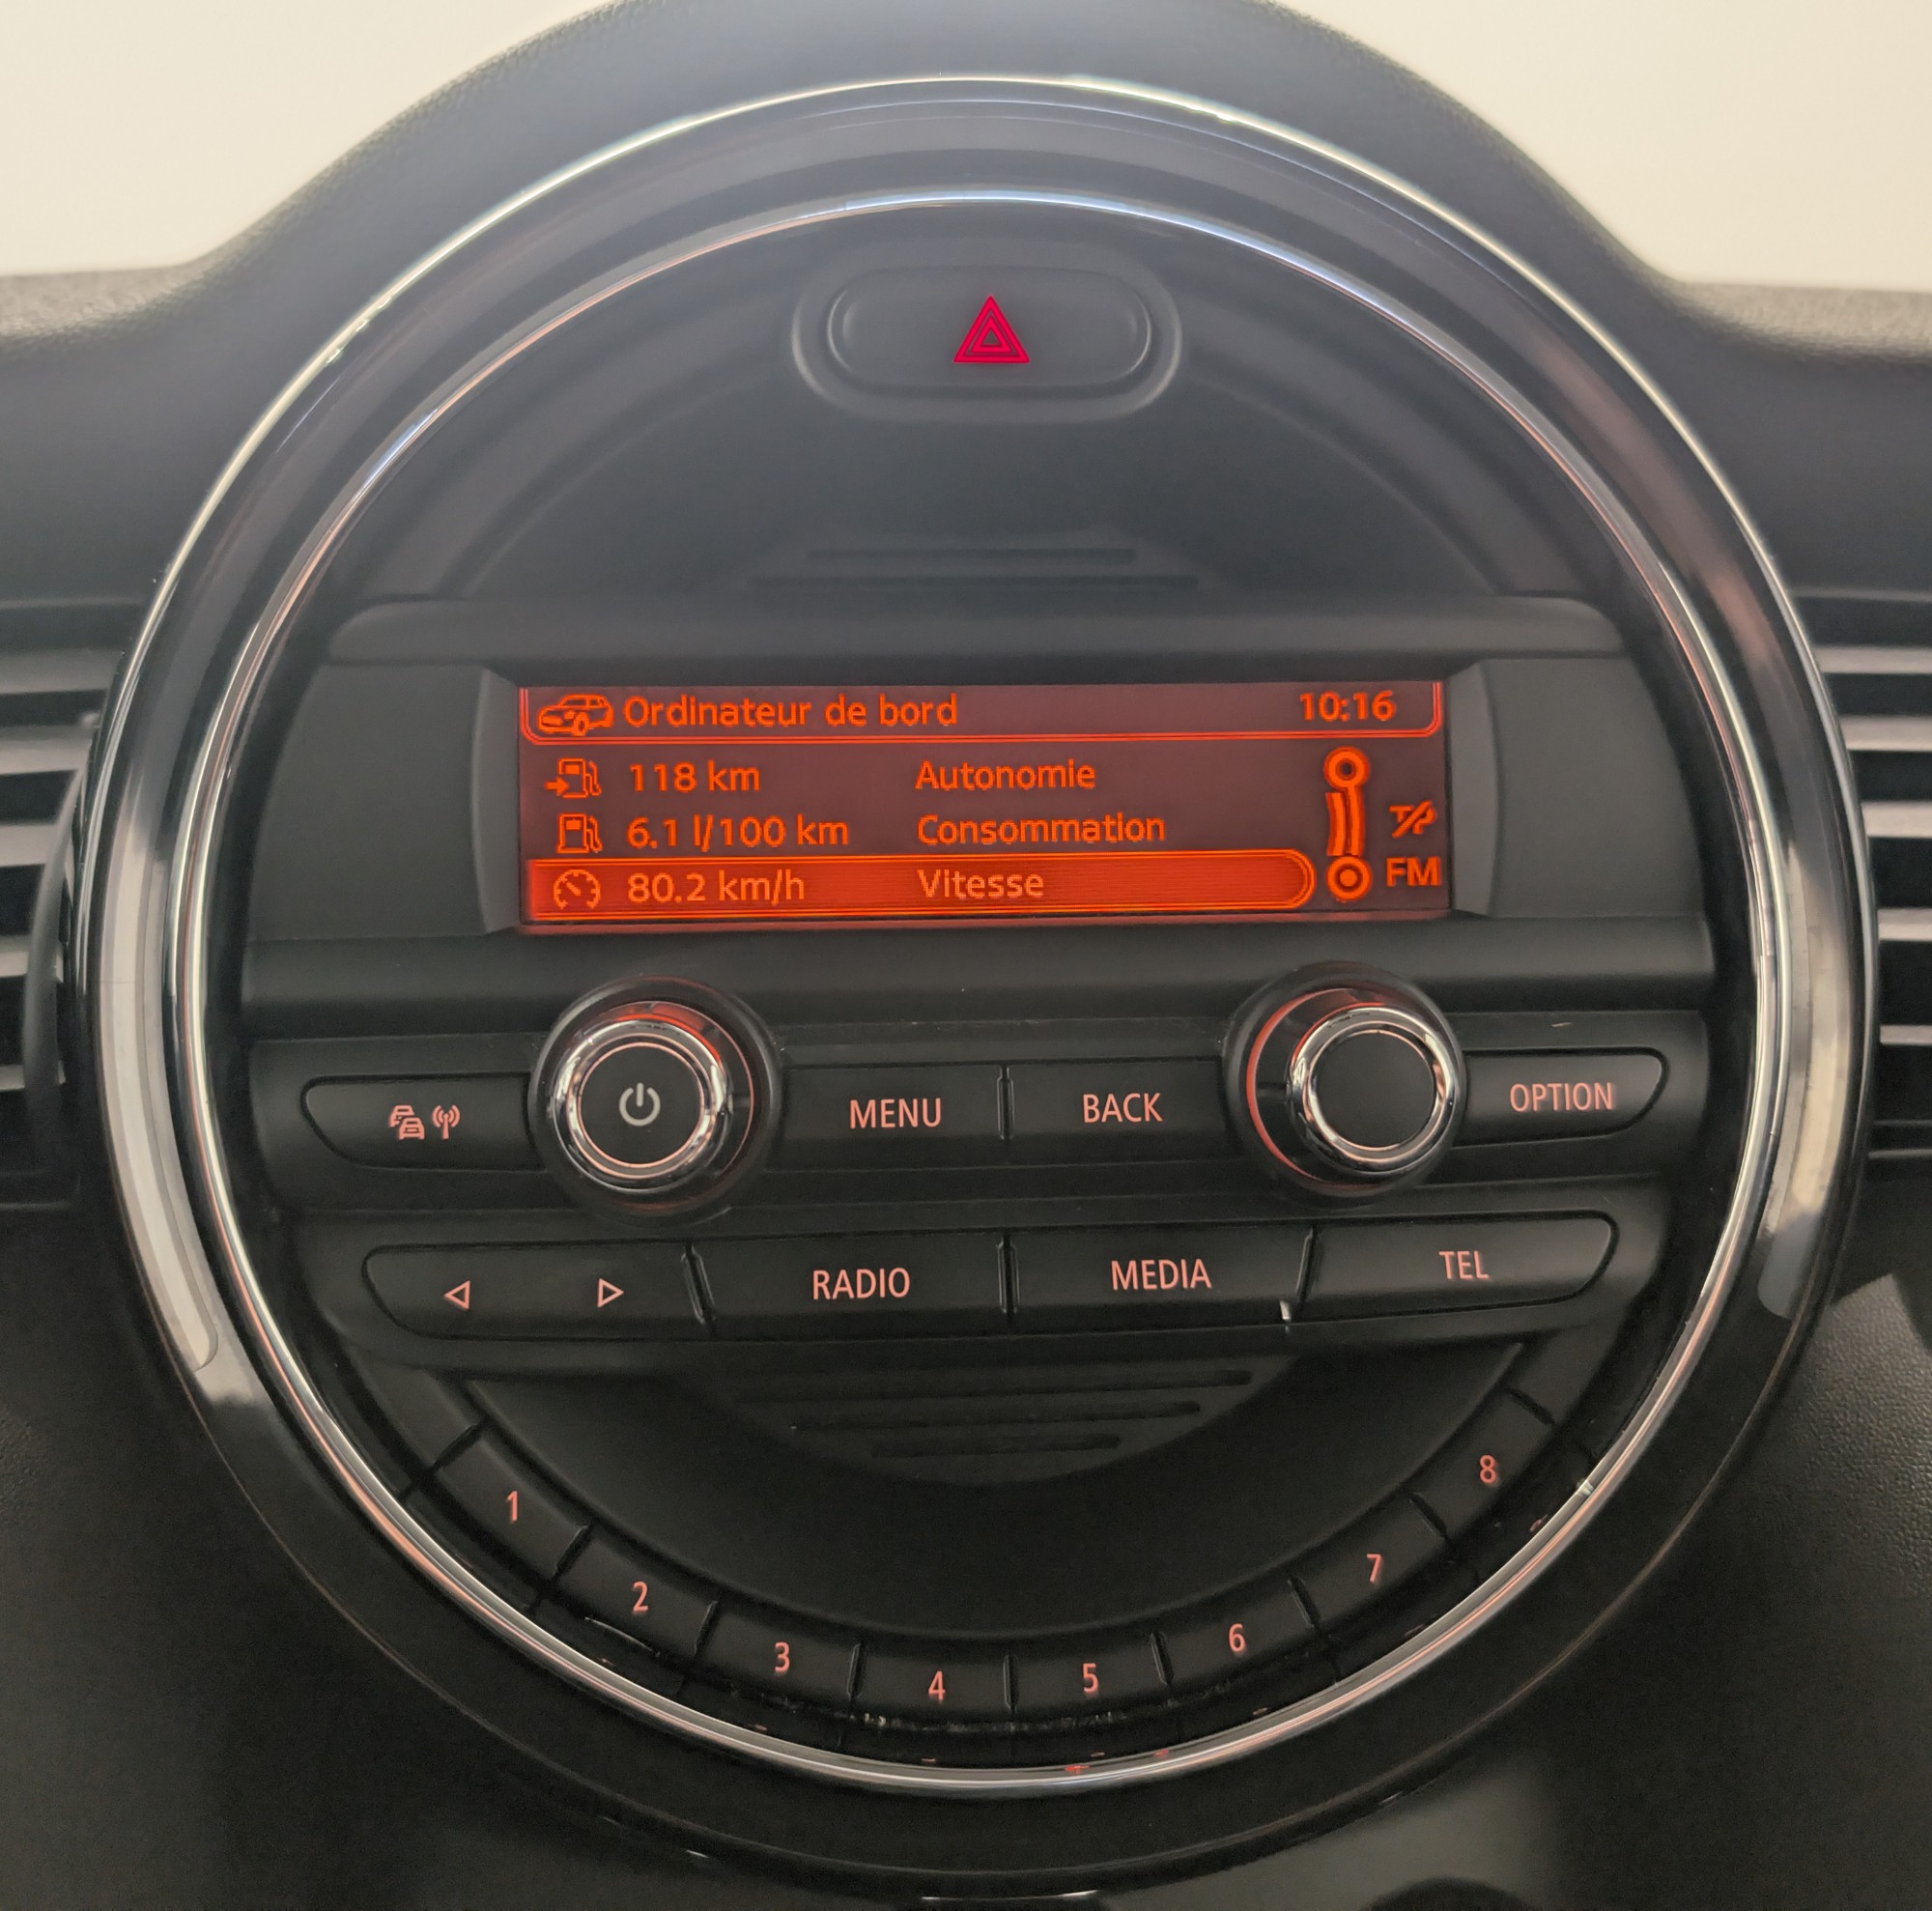 Ordinateur de bord 10:16
118 km Autonomie
6.1 l/100 km Consommation TP
80.2 km/h Vitesse FM
MENU BACK OPTION
RADIO MEDIA TEL
1 2 3 4 5 6 7 8